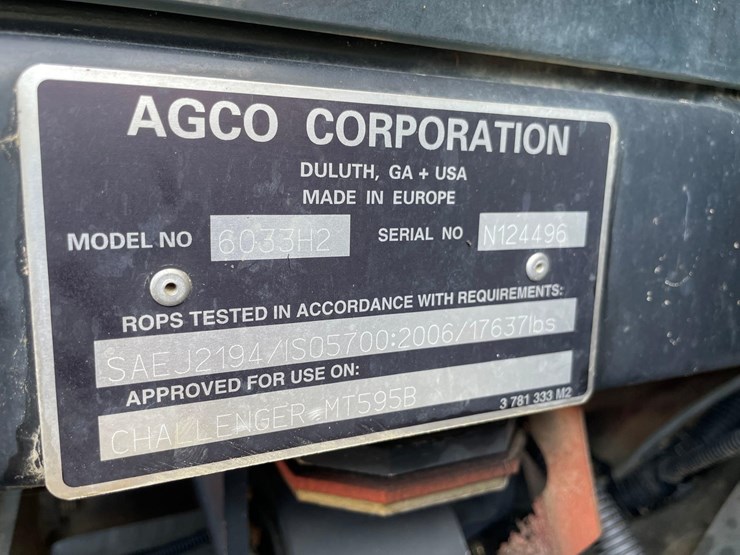 AGCO CORPORATION
DULUTH, GA + USA
MADE IN EUROPE
MODEL NO 6033H2 SERIAL NO N124496
ROPS TESTED IN ACCORDANCE WITH REQUIREMENTS:
SAEJ2194/ISO5700:2006/17637lbs
APPROVED FOR USE ON:
CHALLENGER MT595B
3 781 333 M2